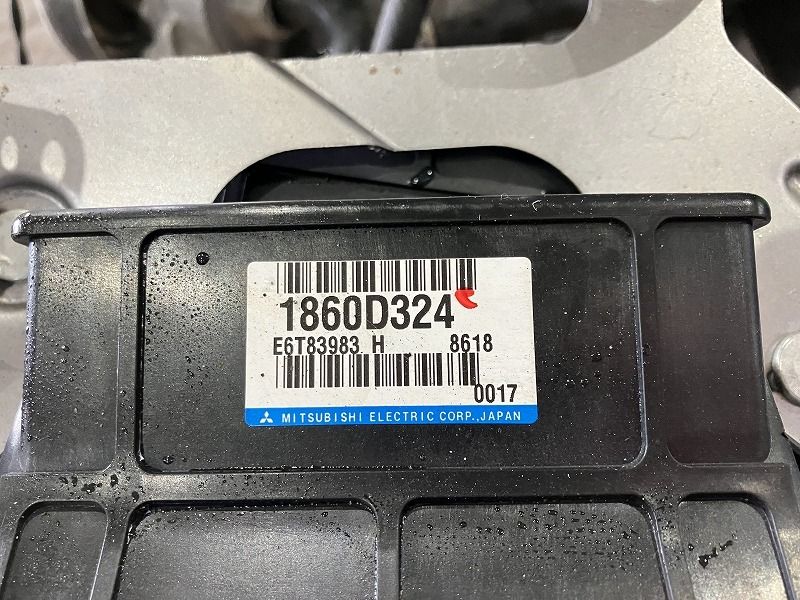 1860D324
E6T83983 H 8618
0017
MITSUBISHI ELECTRIC CORP., JAPAN